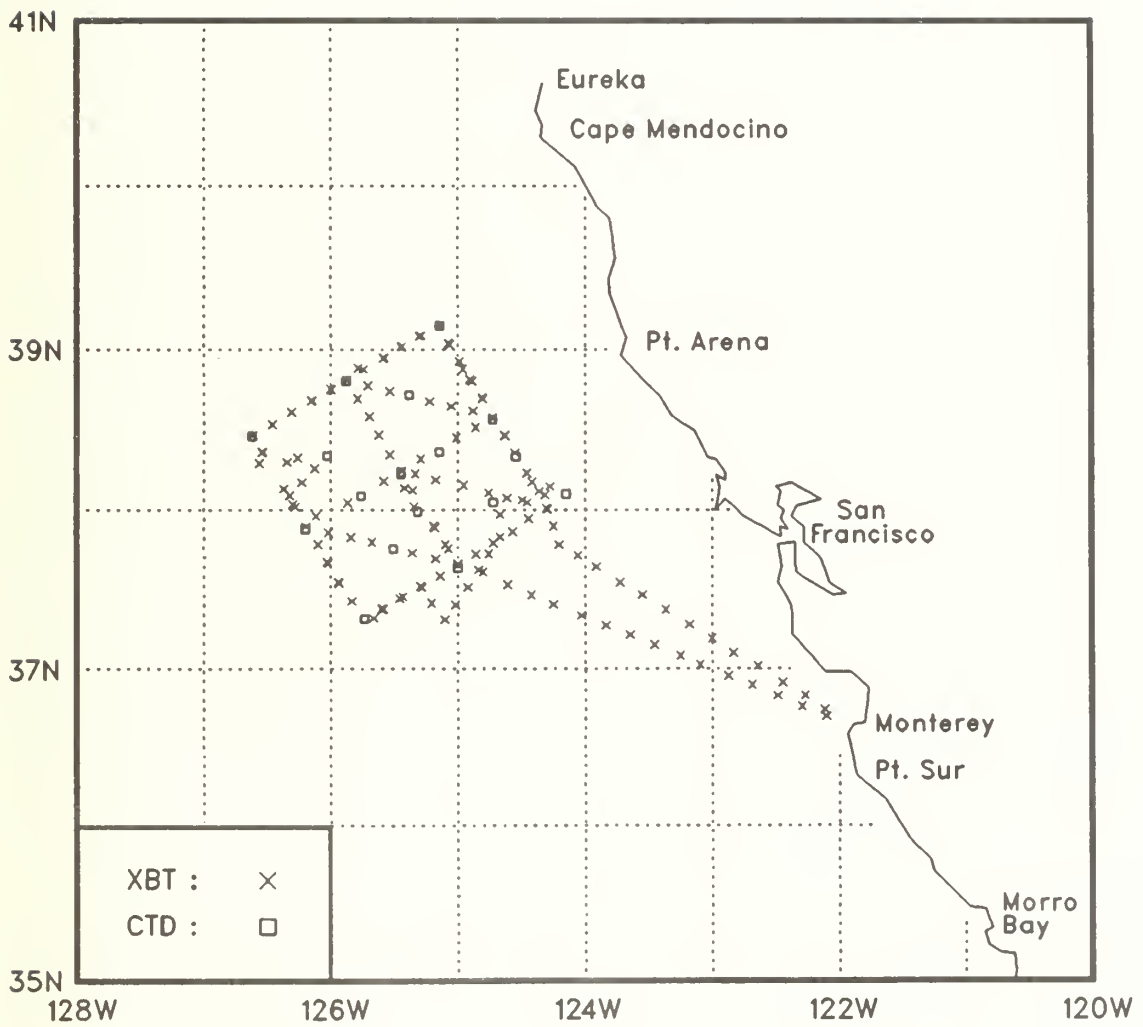 41N
Eureka
Cape Mendocino
39N
Pt. Arena
San
Francisco
37N
Monterey
Pt. Sur
XBT :
CTD :
Morro
Bay
35N
128W 126W 124W 122W 120W